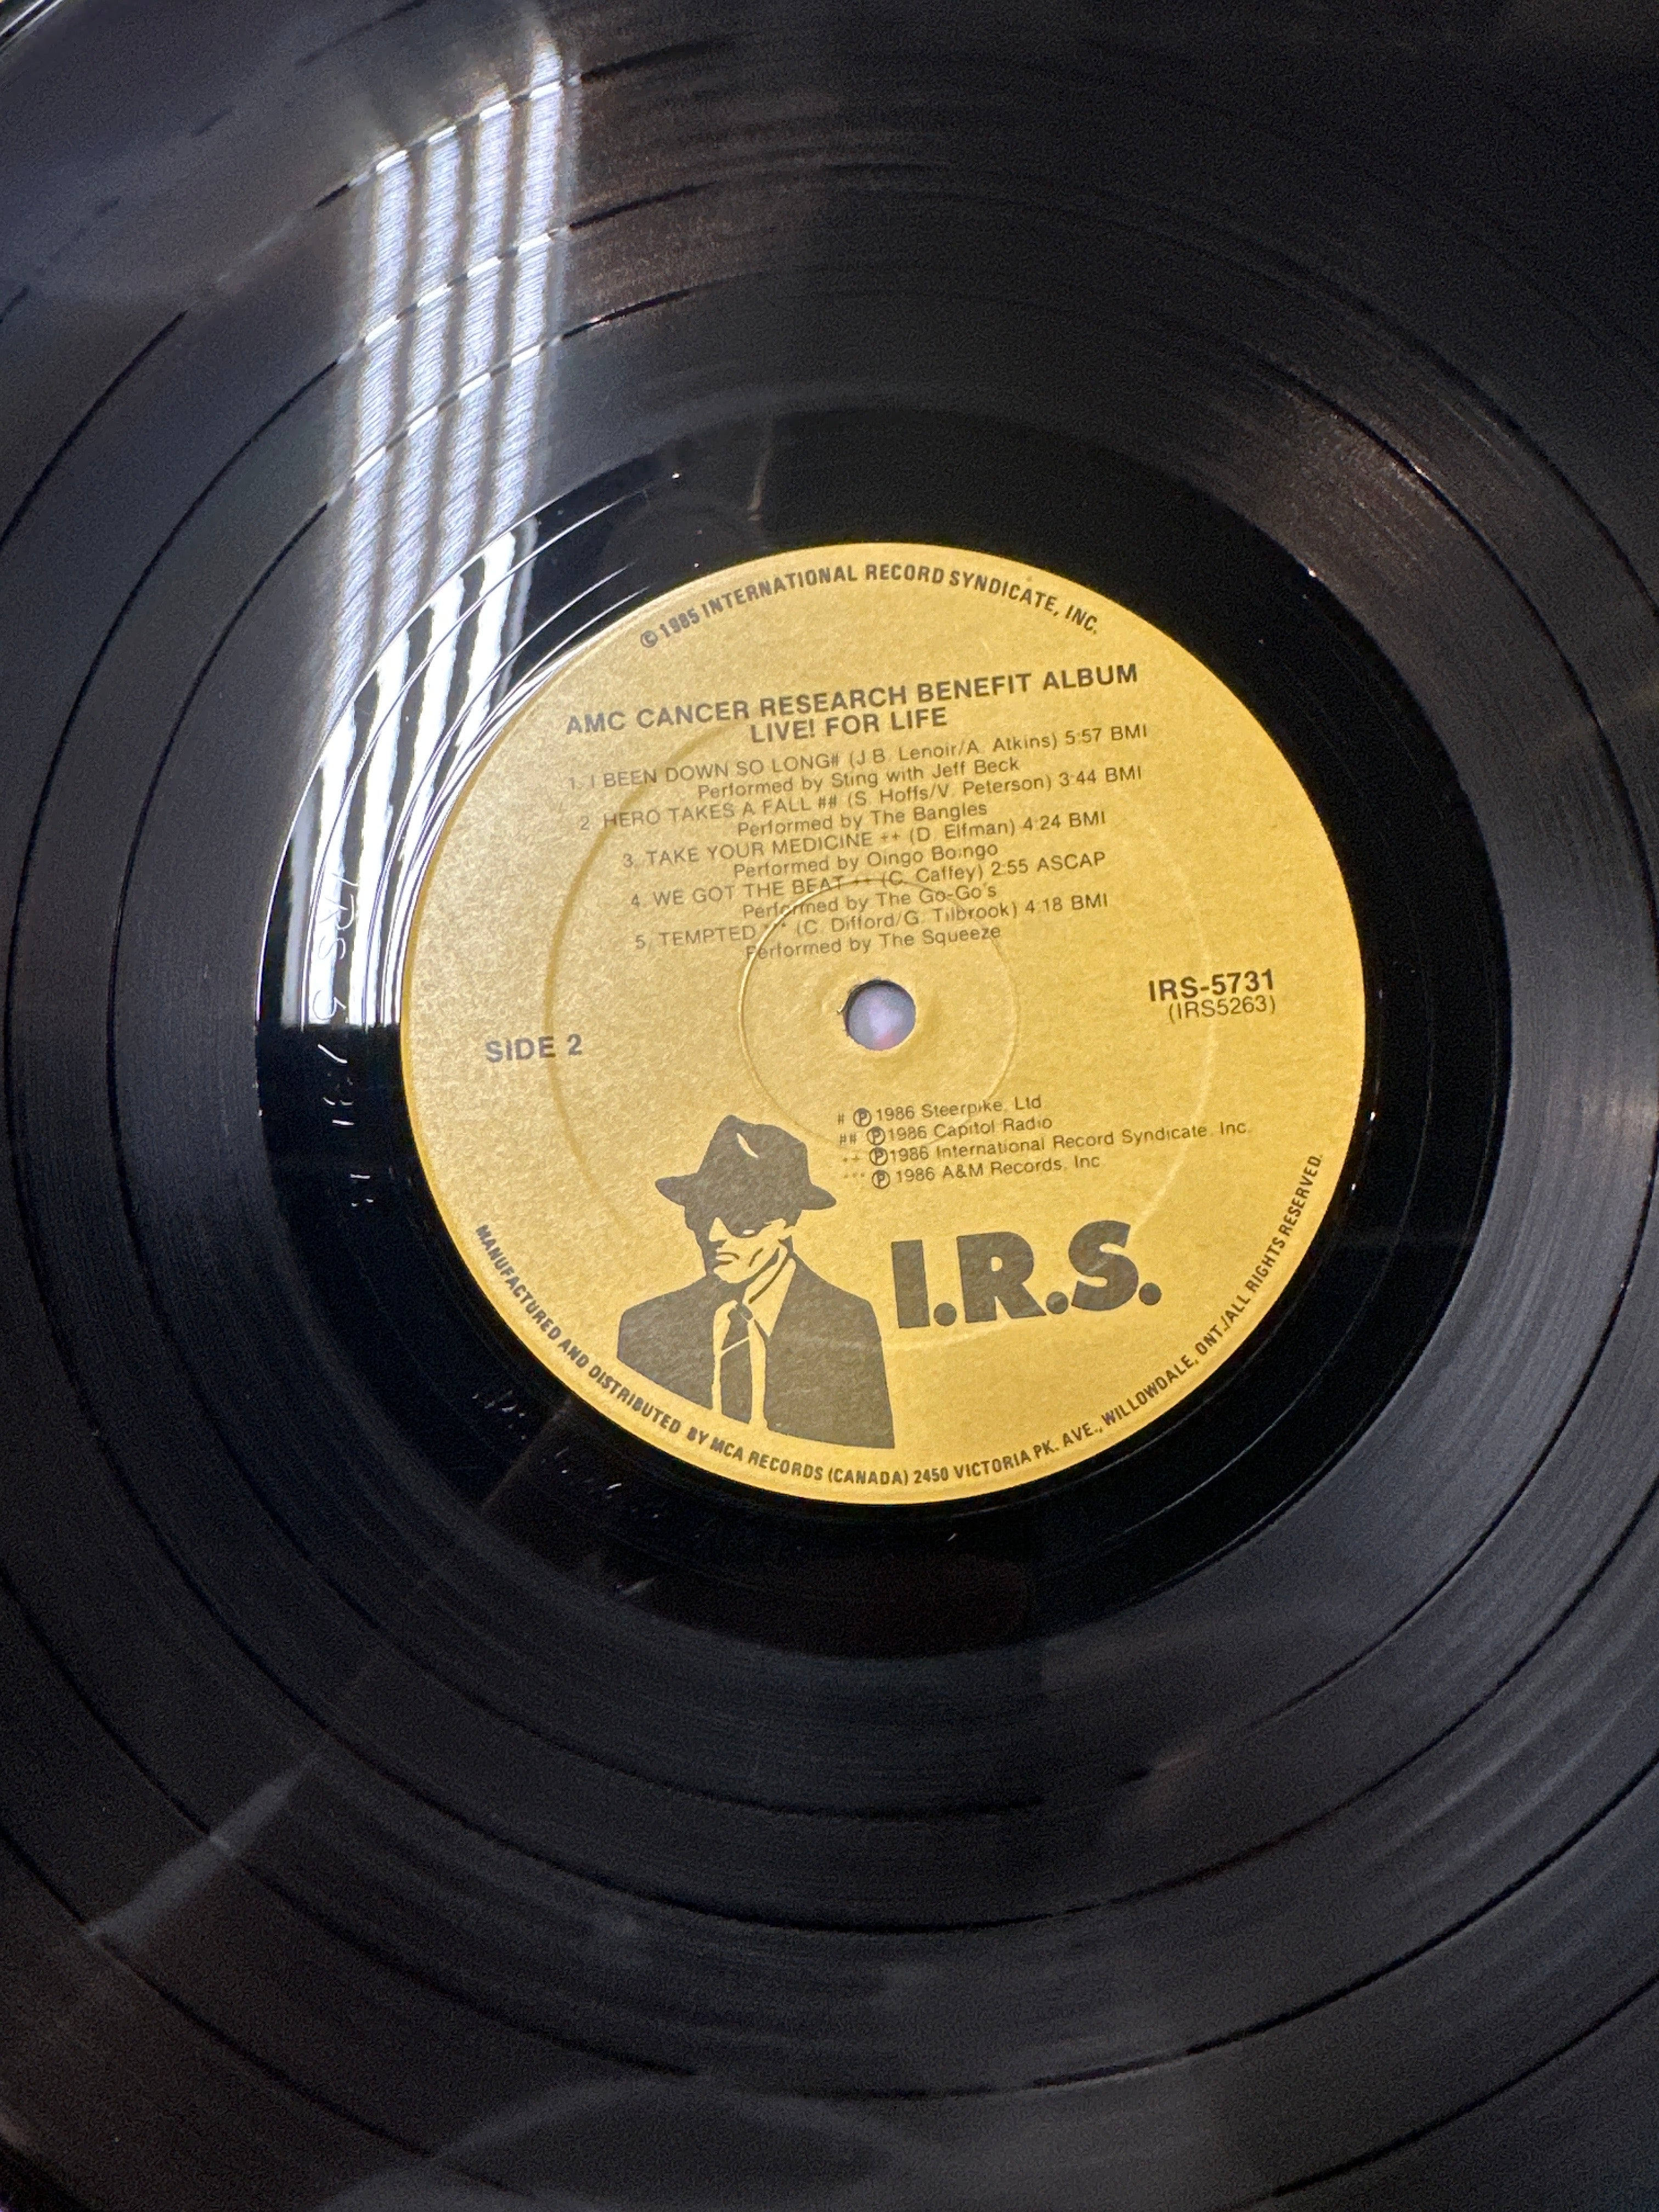 © 1985 INTERNATIONAL RECORD SYNDICATE, INC.
AMC CANCER RESEARCH BENEFIT ALBUM
LIVE! FOR LIFE
1. I BEEN DOWN SO LONG# (J.B. Lenoir/A. Atkins) 5:57 BMI
Performed by Sting with Jeff Beck
2. HERO TAKES A FALL ## (S. Hoffs/V. Peterson) 3:44 BMI
Performed by The Bangles
3. TAKE YOUR MEDICINE ++ (D. Elfman) 4:24 BMI
Performed by Oingo Boingo
4. WE GOT THE BEAT ++ (C. Caffey) 2:55 ASCAP
Performed by The Go-Go's
5. TEMPTED (C. Difford/G. Tilbrook) 4:18 BMI
Performed by The Squeeze
IRS-5731
(IRS5263)
SIDE 2
# Ⓟ 1986 Steerpike, Ltd
## Ⓟ 1986 Capitol Radio
++ Ⓟ 1986 International Record Syndicate, Inc.
Ⓟ 1986 A&M Records, Inc
I.R.S.
MANUFACTURED AND DISTRIBUTED BY MCA RECORDS (CANADA) 2450 VICTORIA PK. AVE., WILLOWDALE, ONT./ALL RIGHTS RESERVED.